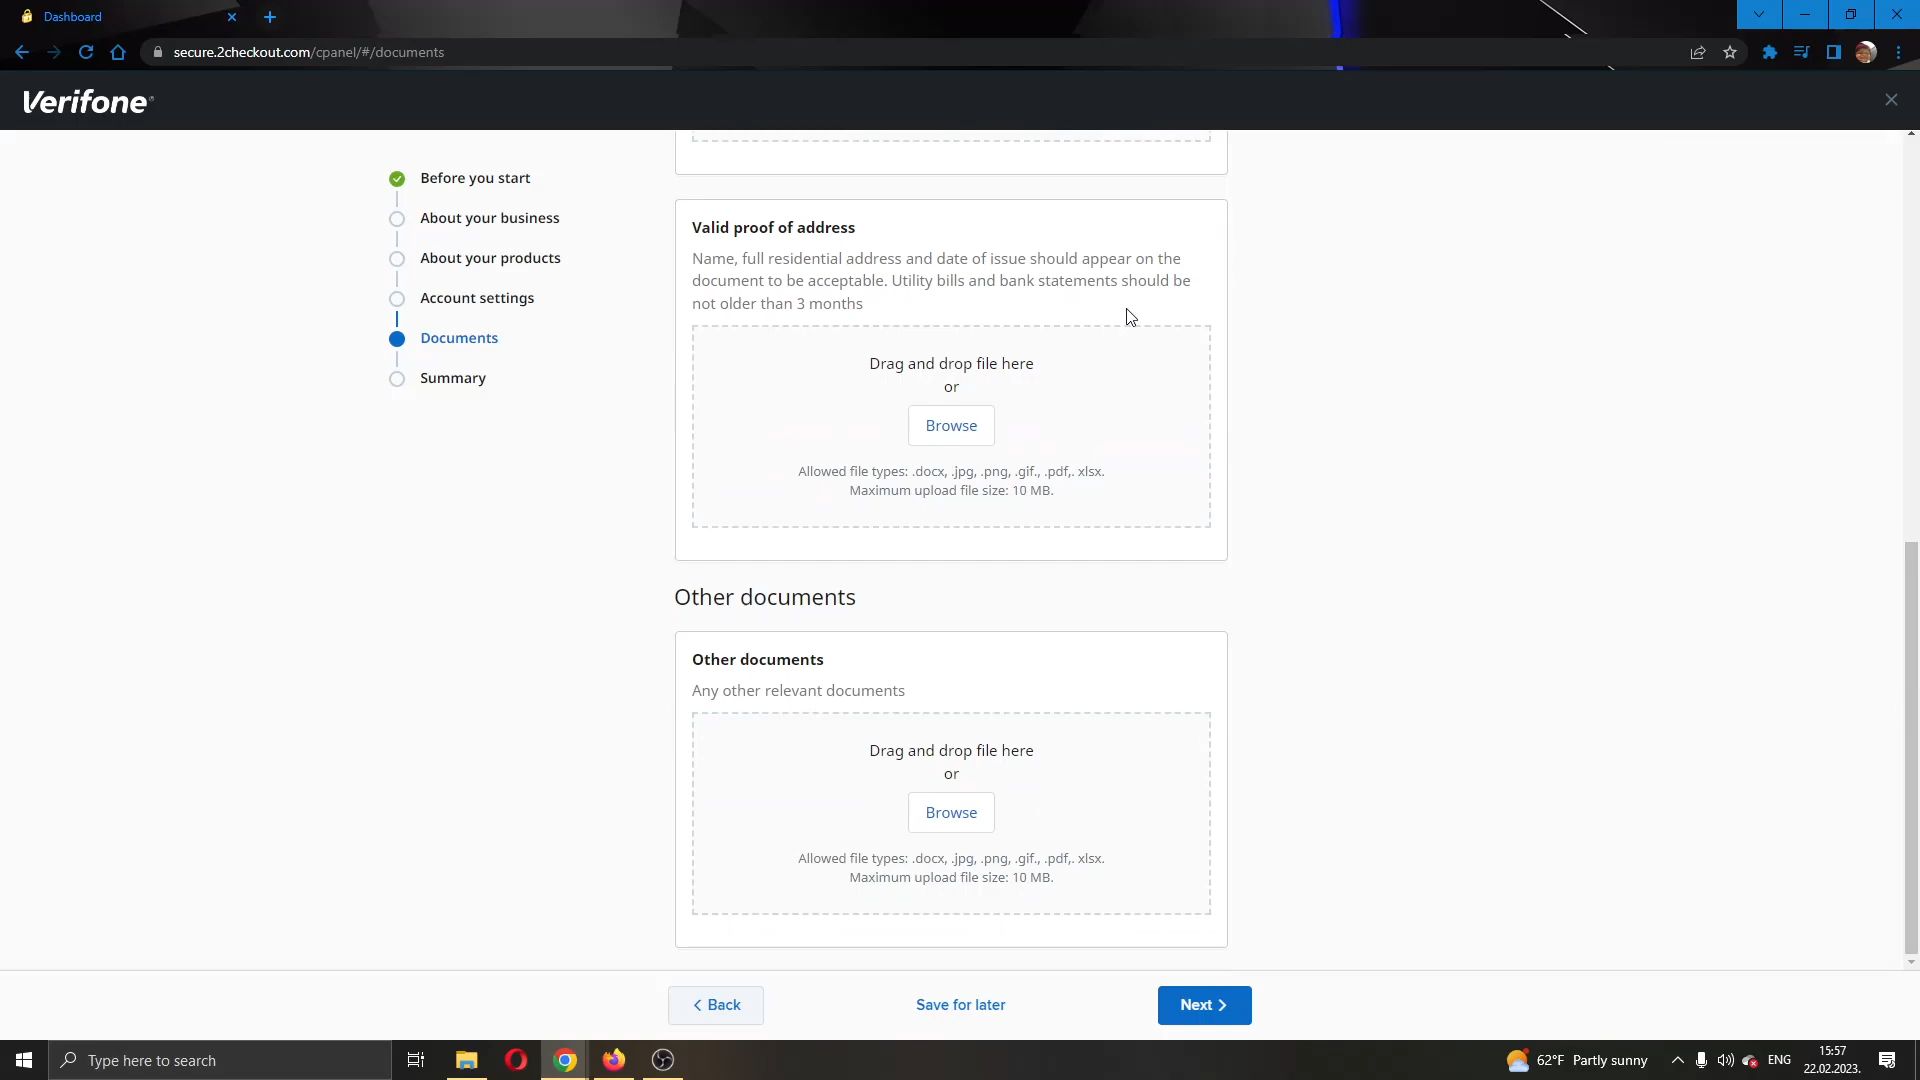 Dashboard
secure.2checkout.com/cpanel/#/documents
Verifone
Before you start
About your business
About your products
Account settings
Documents
Summary
Valid proof of address
Name, full residential address and date of issue should appear on the
document to be acceptable. Utility bills and bank statements should be
not older than 3 months
Drag and drop file here
or
Browse
Allowed file types: .docx, .jpg, .png, .gif., .pdf,. xlsx.
Maximum upload file size: 10 MB.
Other documents
Other documents
Any other relevant documents
Drag and drop file here
or
Browse
Allowed file types: .docx, .jpg, .png, .gif., .pdf,. xlsx.
Maximum upload file size: 10 MB.
Back
Save for later
Next
Type here to search
62°F Partly sunny
ENG
15:57
22.02.2023.